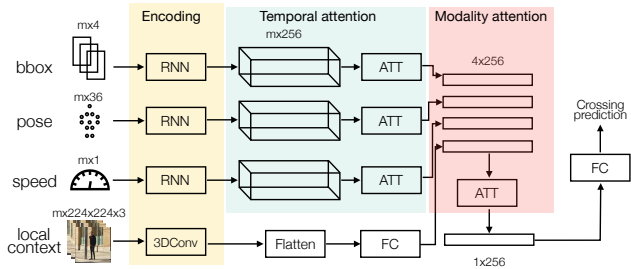 Encoding
Temporal attention
Modality attention
mx4
mx256
bbox
RNN
ATT
4x256
mx36
pose
RNN
ATT
Crossing
prediction
mx1
speed
RNN
ATT
ATT
FC
mx224x224x3
local
context
3DConv
Flatten
FC
1x256